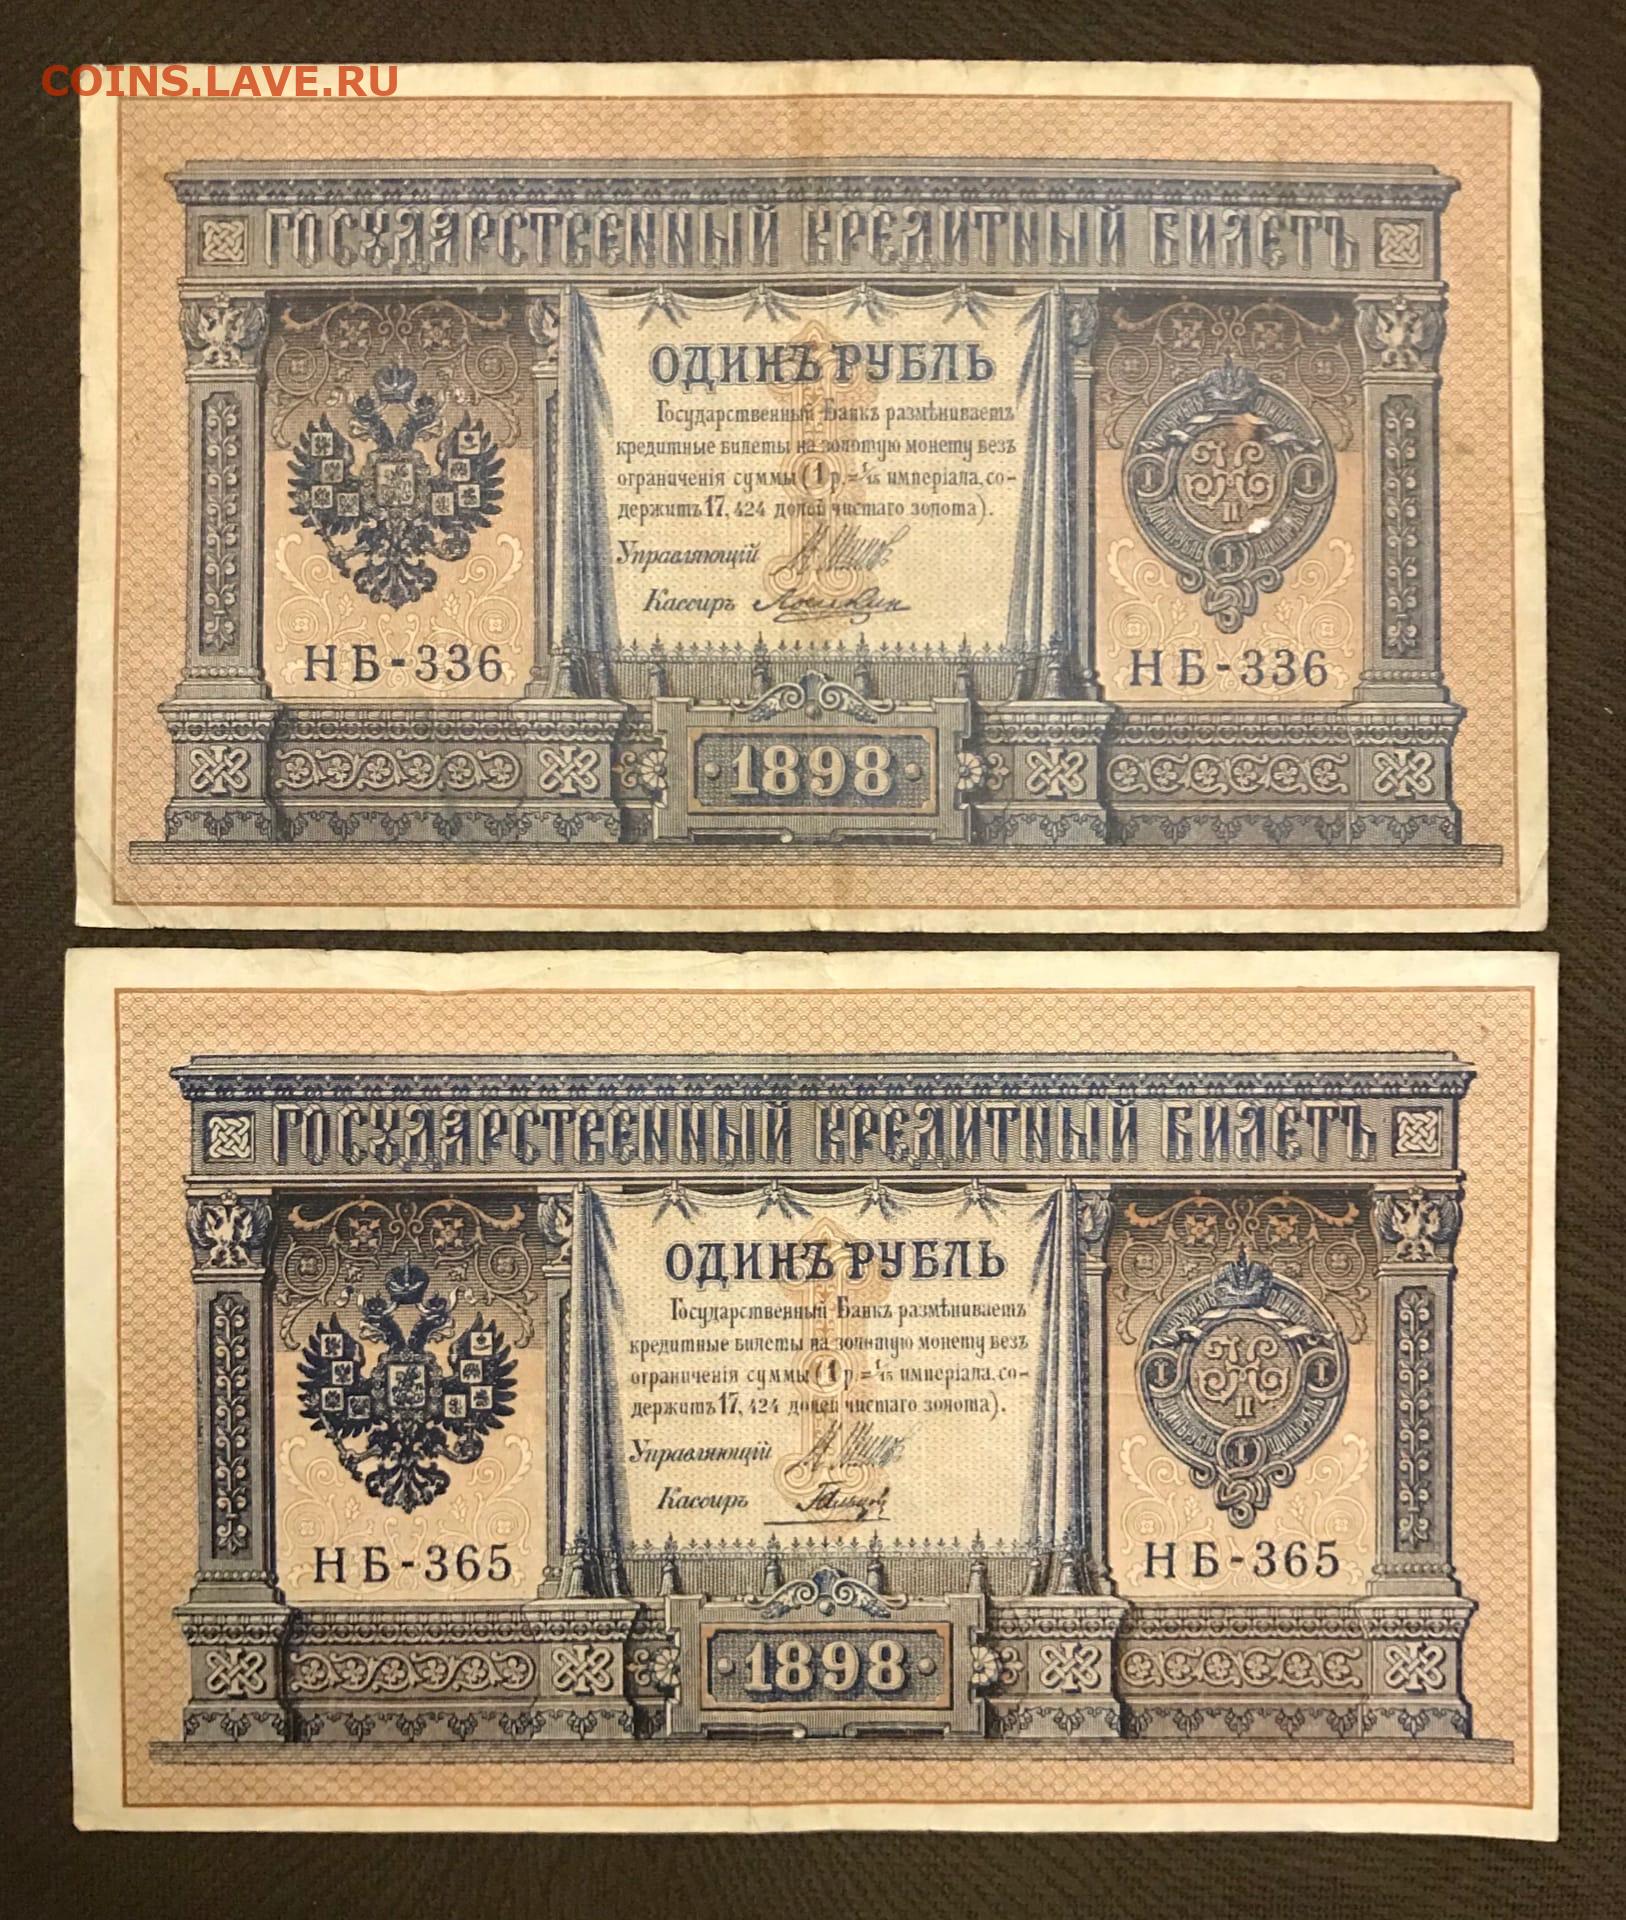 COINS.LAVE.RU
ГОСУДАРСТВЕННЫЙ КРЕДИТНЫЙ БИЛЕТЪ
ОДИНЪ РУБЛЬ
Государственный Банкъ размѣниваетъ
кредитные билеты на золотую монету безъ
ограниченія суммы (1 р. = 1/15 имперіала, со-
держитъ 17,424 долей чистаго золота).
Управляющій
Кассиръ
НБ-336
НБ-336
1898
ГОСУДАРСТВЕННЫЙ КРЕДИТНЫЙ БИЛЕТЪ
ОДИНЪ РУБЛЬ
Государственный Банкъ размѣниваетъ
кредитные билеты на золотую монету безъ
ограниченія суммы (1 р. = 1/15 имперіала, со-
держитъ 17,424 долей чистаго золота).
Управляющій
Кассиръ
НБ-365
НБ-365
1898